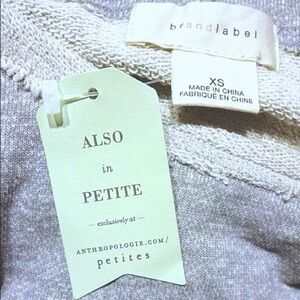 brandlabel
XS
MADE IN CHINA
FABRIQUÉ EN CHINE
ALSO
in
PETITE
— exclusively at —
ANTHROPOLOGIE.COM/
petites